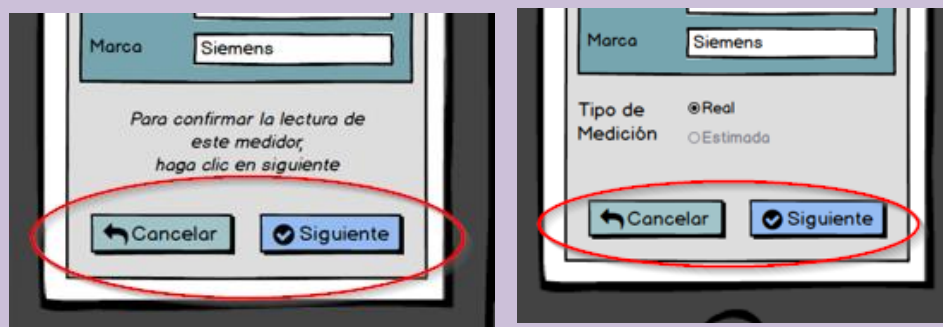 Marca Siemens
Para confirmar la lectura de
este medidor,
haga clic en siguiente
Cancelar Siguiente
Marca Siemens
Tipo de Medición
Real
Estimada
Cancelar Siguiente